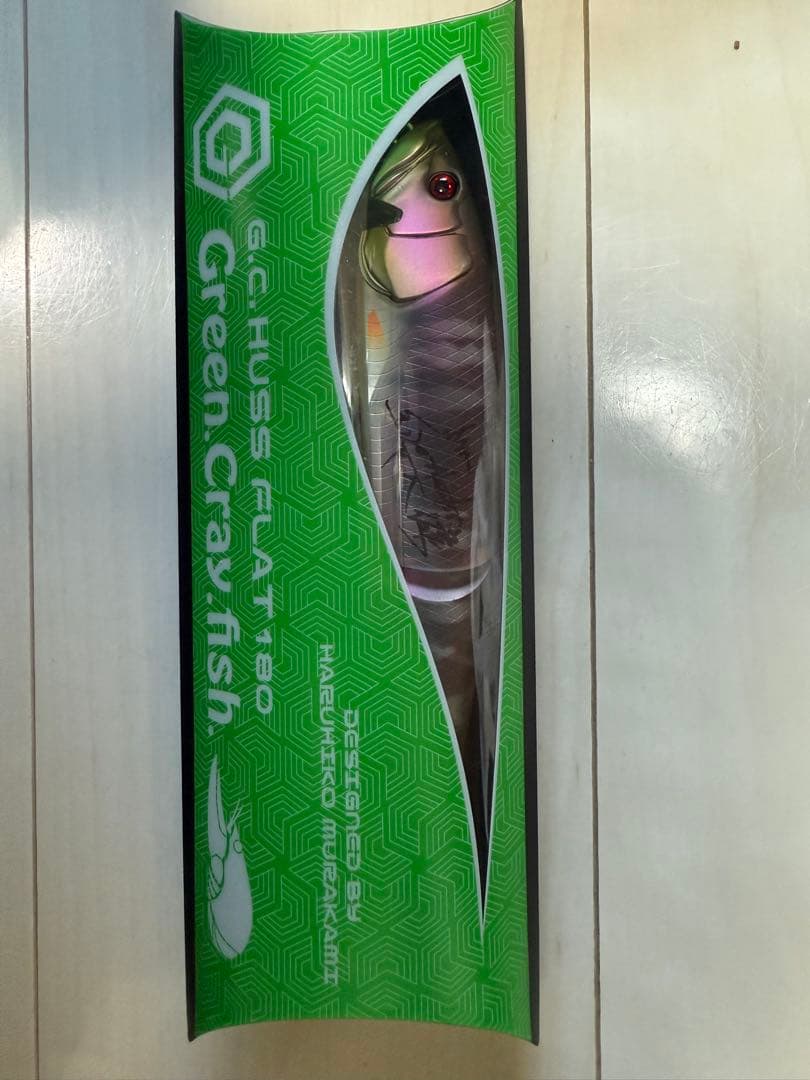 G.C.HUSS FLAT 180
Green.Cray.fish.
DESIGNED BY
HARUHIKO MURAKAMI